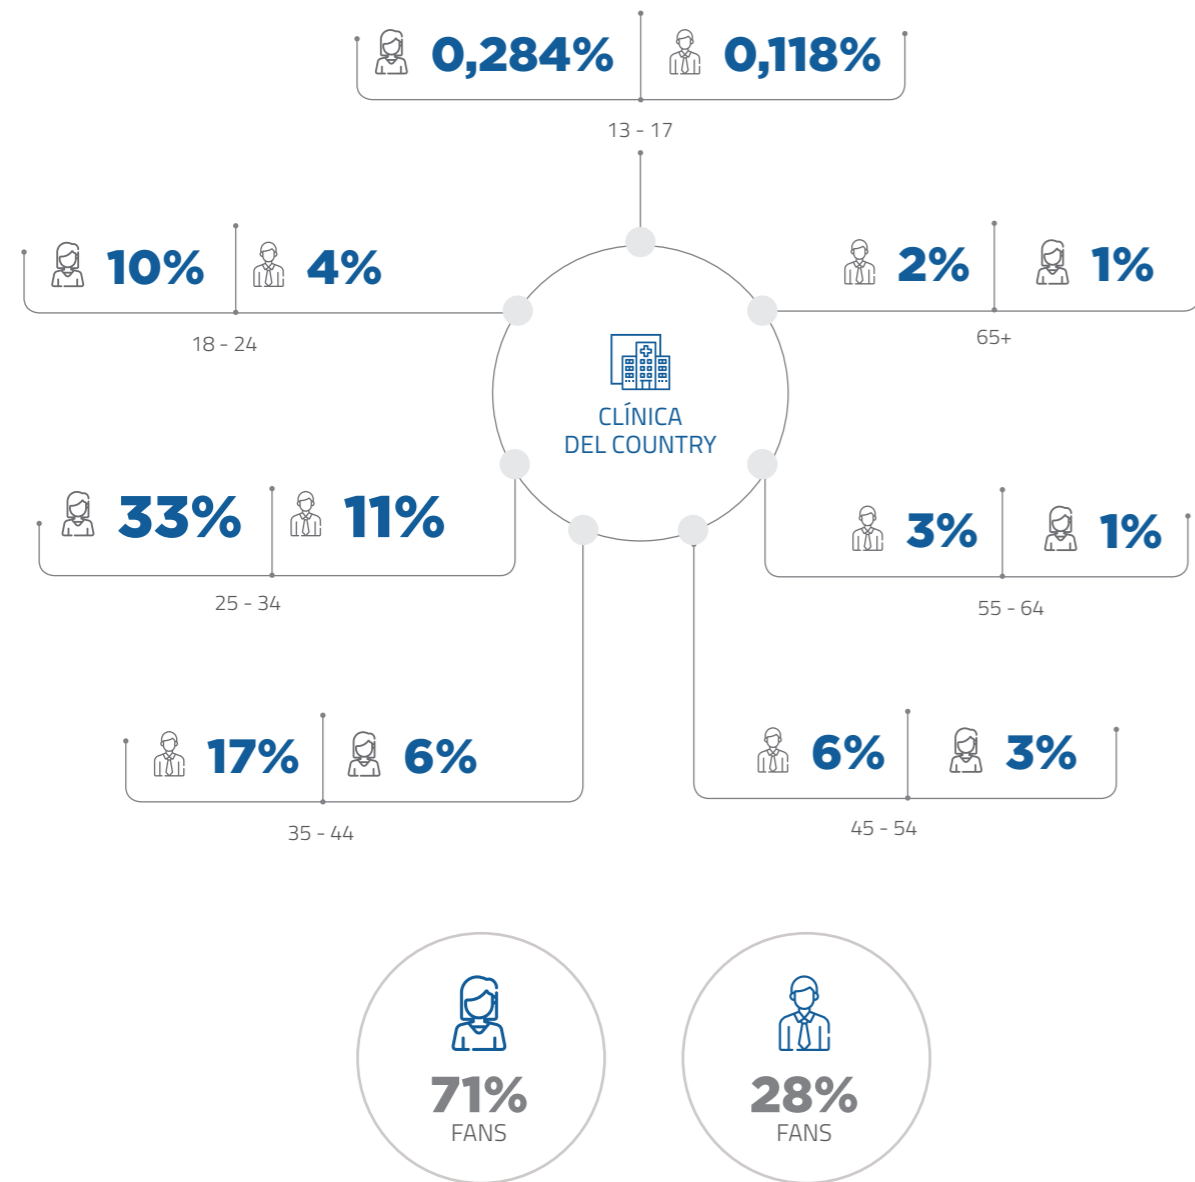 0,284% 0,118%
13 - 17
10% 4%
18 - 24
2% 1%
65+
CLÍNICA
DEL COUNTRY
33% 11%
25 - 34
3% 1%
55 - 64
17% 6%
35 - 44
6% 3%
45 - 54
71%
FANS
28%
FANS